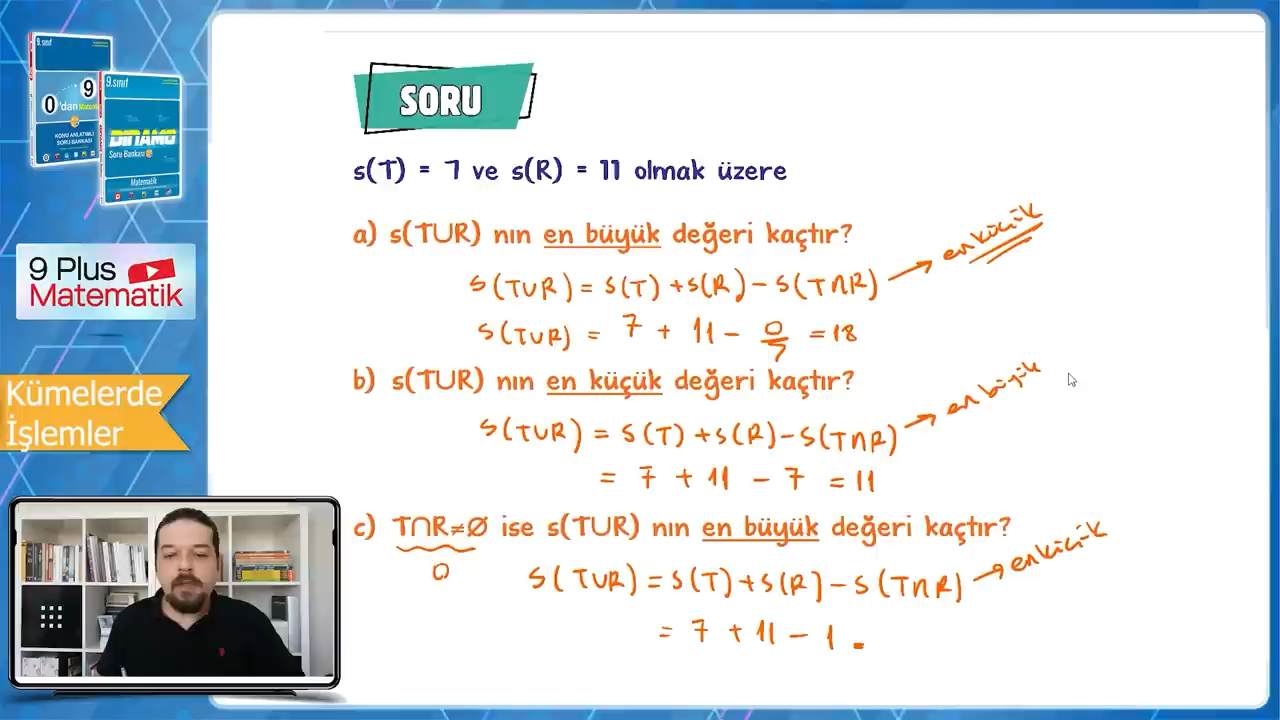 9.sınıf
0'dan 9
KONU ANLATIMLI
SORU BANKASI
9.sınıf
DİNAMO
Soru Bankası
Matematik
9 Plus
Matematik
Kümelerde
İşlemler
SORU
s(T) = 7 ve s(R) = 11 olmak üzere
a) s(TUR) nın en büyük değeri kaçtır?
s(TUR) = s(T) + s(R) - s(T∩R) → en küçük
s(TUR) = 7 + 11 - 0/7 = 18
b) s(TUR) nın en küçük değeri kaçtır?
s(TUR) = s(T) + s(R) - s(T∩R) → en büyük
= 7 + 11 - 7 = 11
c) T∩R≠Ø ise s(TUR) nın en büyük değeri kaçtır?
0
s(TUR) = s(T) + s(R) - s(T∩R) → en küçük
= 7 + 11 - 1